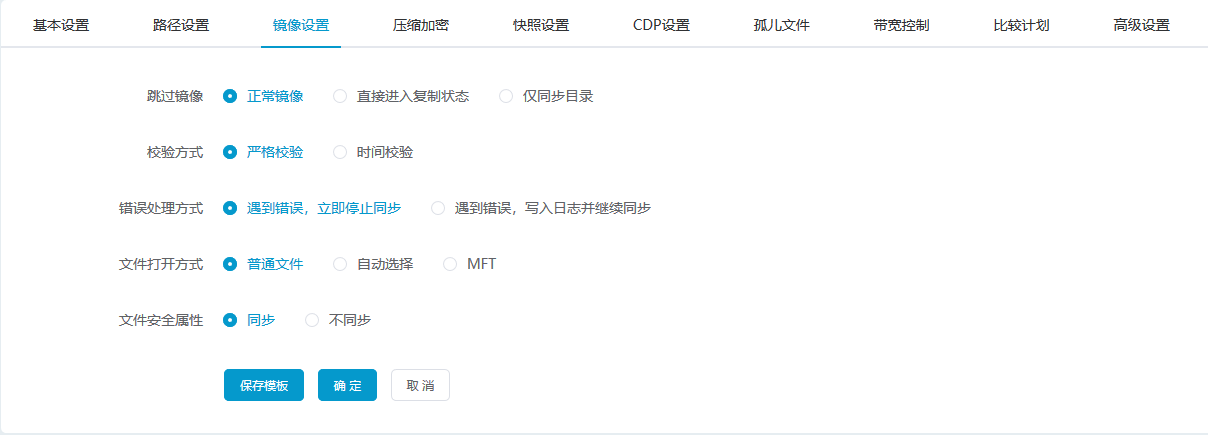 基本设置 路径设置 镜像设置 压缩加密 快照设置 CDP设置 孤儿文件 带宽控制 比较计划 高级设置
跳过镜像 正常镜像 直接进入复制状态 仅同步目录
校验方式 严格校验 时间校验
错误处理方式 遇到错误，立即停止同步 遇到错误，写入日志并继续同步
文件打开方式 普通文件 自动选择 MFT
文件安全属性 同步 不同步
保存模板 确 定 取 消